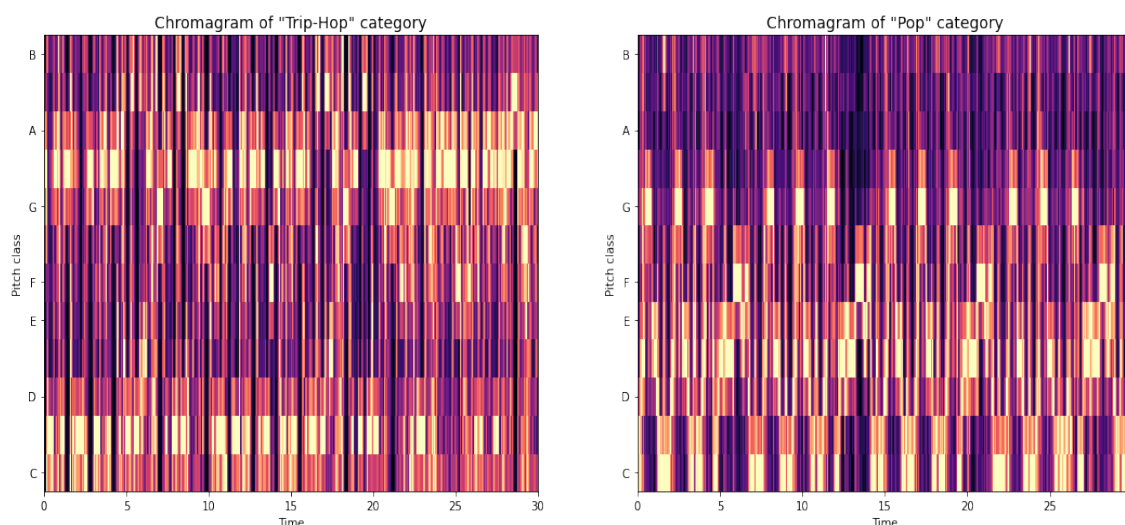 Chromagram of "Trip-Hop" category
B
A
G
F
E
D
C
Pitch class
0 5 10 15 20 25 30
Time
Chromagram of "Pop" category
B
A
G
F
E
D
C
Pitch class
0 5 10 15 20 25
Time